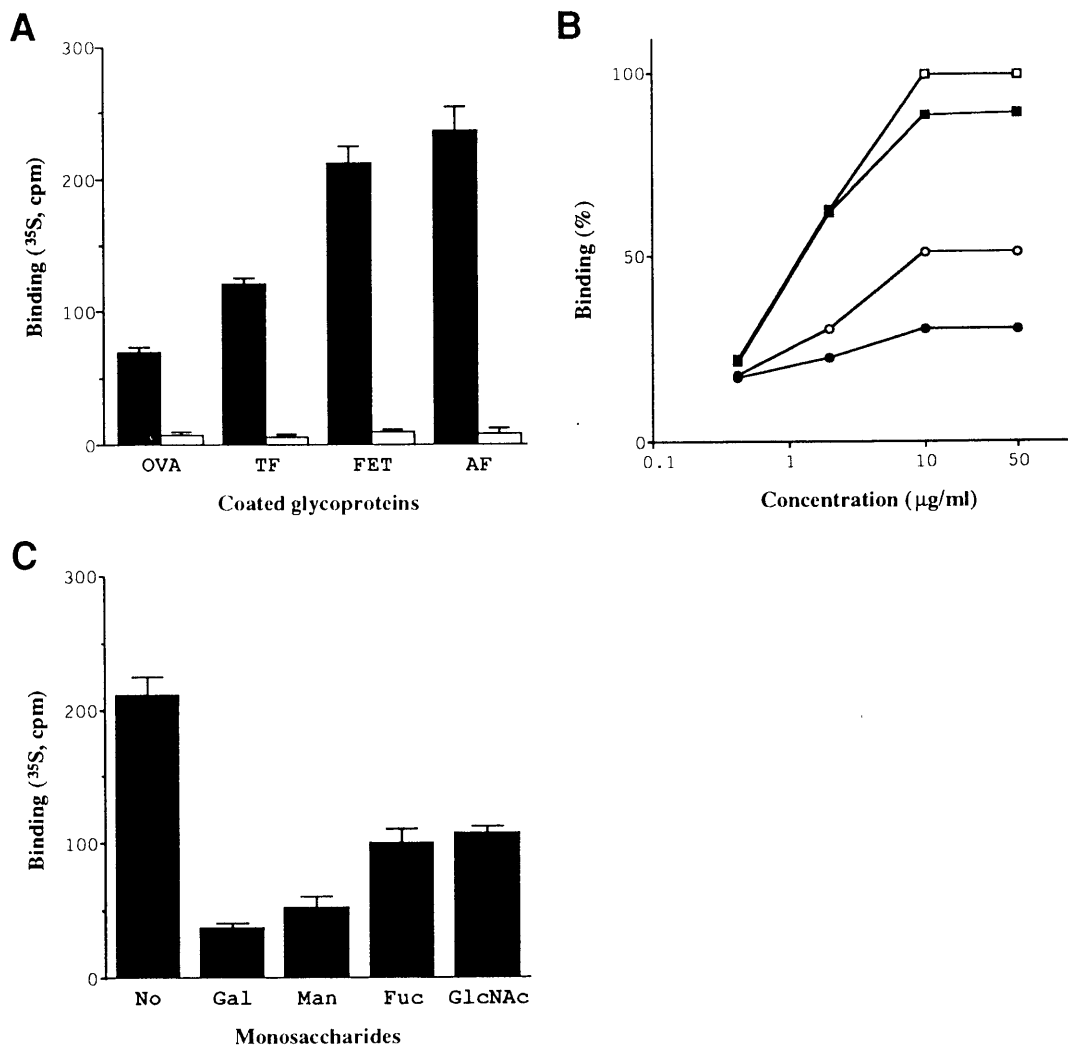 A
300
200
100
0
Binding (³⁵S, cpm)
OVA TF FET AF
Coated glycoproteins
B
100
50
0
Binding (%)
0.1 1 10 50
Concentration (μg/ml)
C
300
200
100
0
Binding (³⁵S, cpm)
No Gal Man Fuc GlcNAc
Monosaccharides